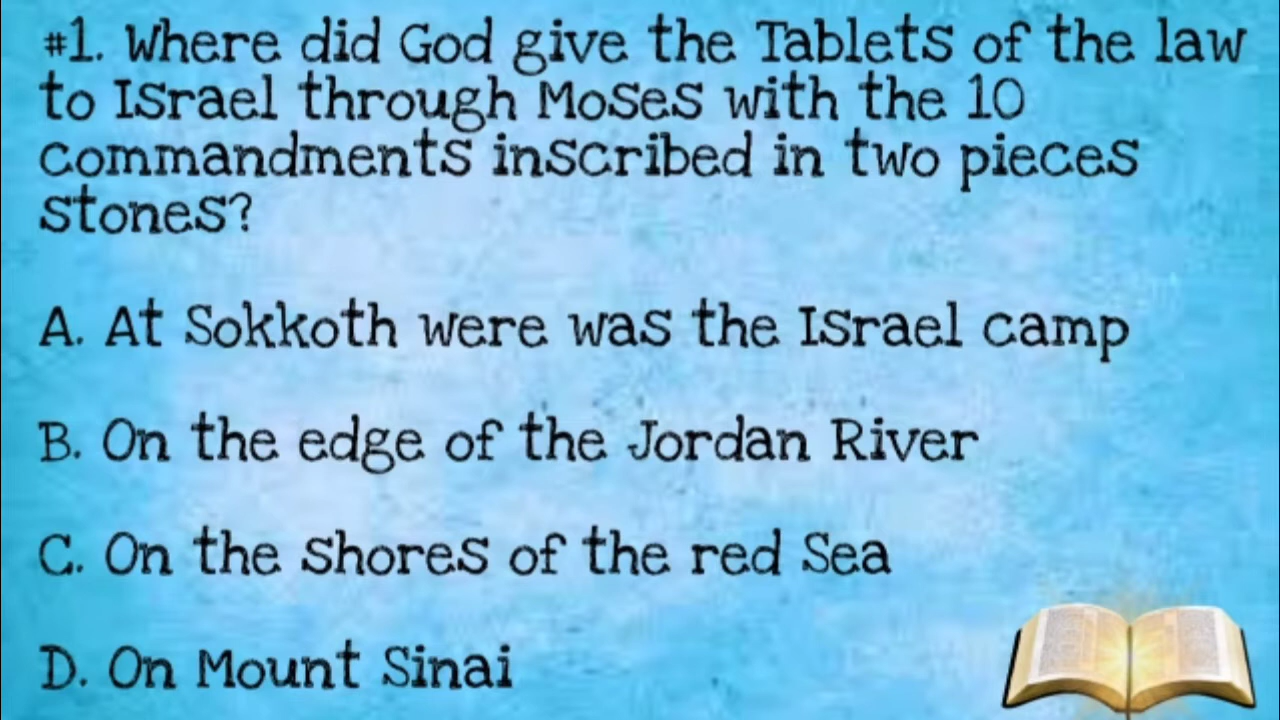 #1. Where did God give the Tablets of the law
to Israel through Moses with the 10
commandments inscribed in two pieces
stones?
A. At Sokkoth were was the Israel camp
B. On the edge of the Jordan River
C. On the shores of the red Sea
D. On Mount Sinai